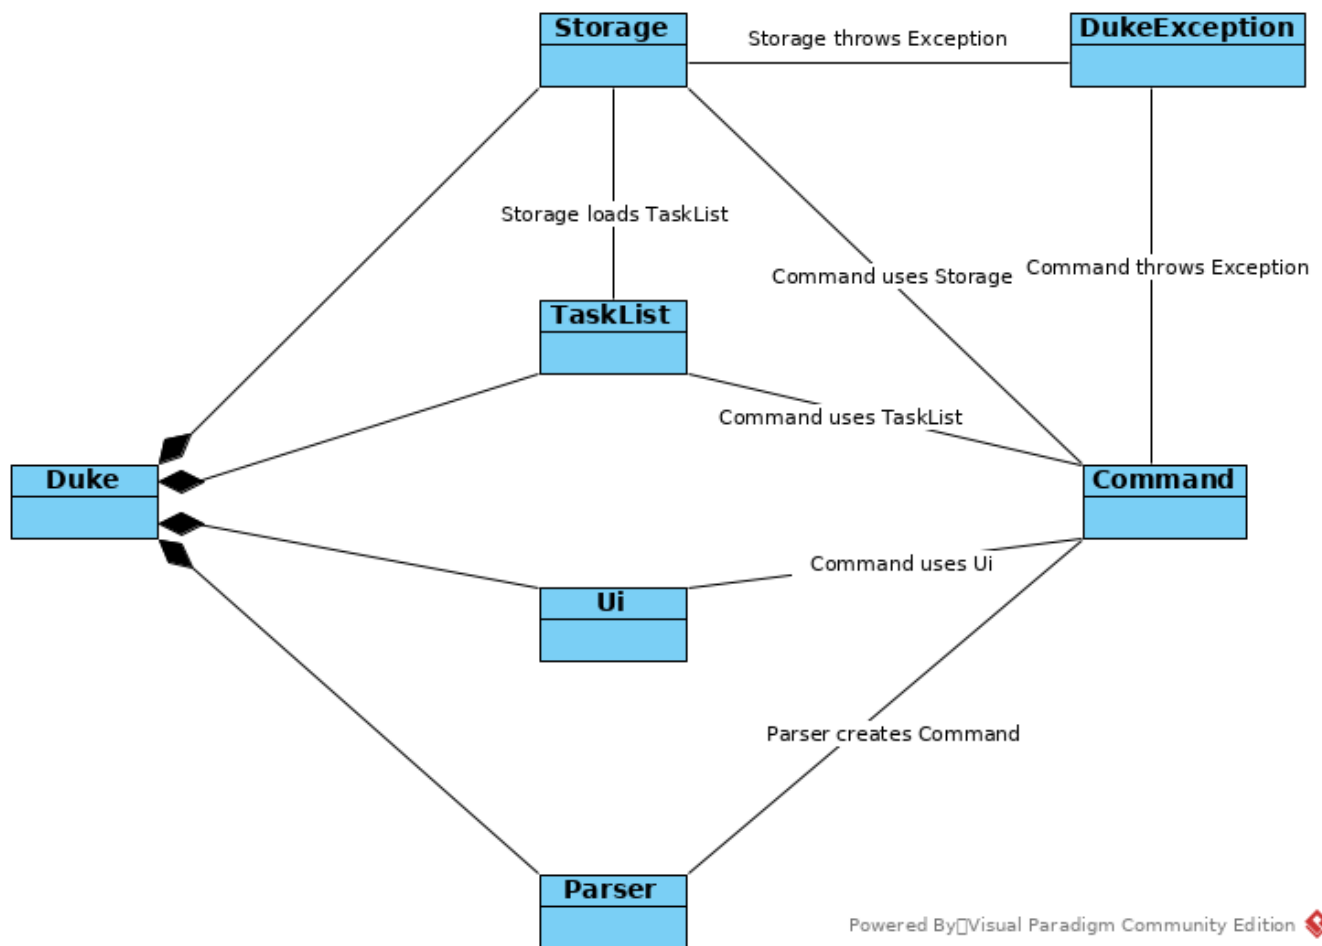 Storage
DukeException
Storage throws Exception
Storage loads TaskList
Command uses Storage
Command throws Exception
TaskList
Command uses TaskList
Duke
Command
Command uses Ui
Ui
Parser creates Command
Parser
Powered By▯Visual Paradigm Community Edition